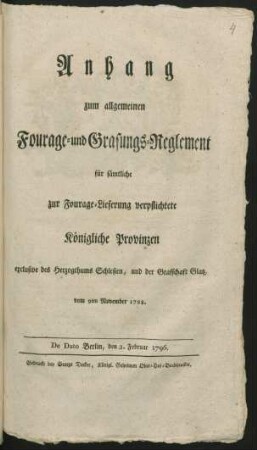 4
Anhang
zum allgemeinen
Fourage-und Grasungs-Reglement
für sämtliche
zur Fourage-Lieferung verpflichtete
Königliche Provinzen
exclusive des Herzogthums Schlesien, und der Grafschaft Glatz,
vom 9ten November 1788.
De Dato Berlin, den 2. Februar 1796.
Gedruckt bey George Decker, Königl. Geheimen Ober-Hof-Buchdrucker.